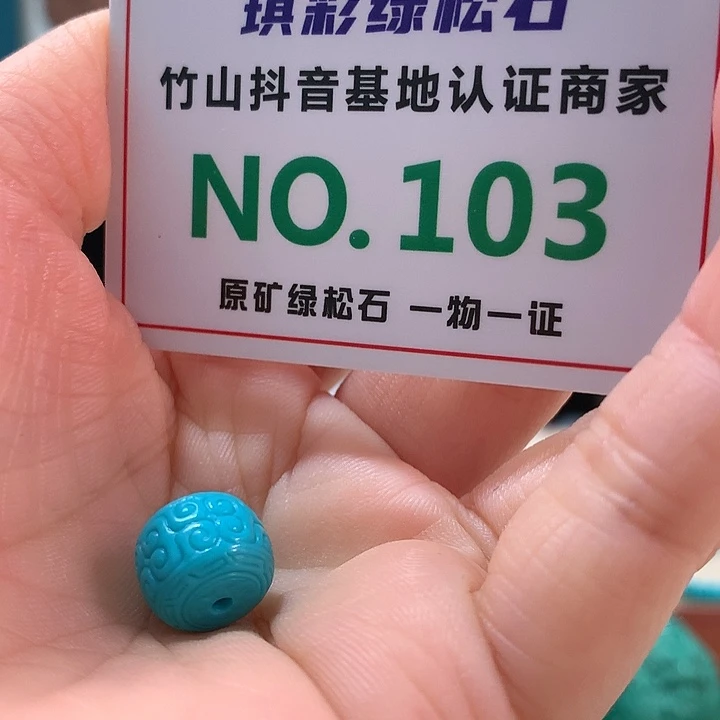 琪彩绿松石
竹山抖音基地认证商家
NO.103
原矿绿松石 一物一证